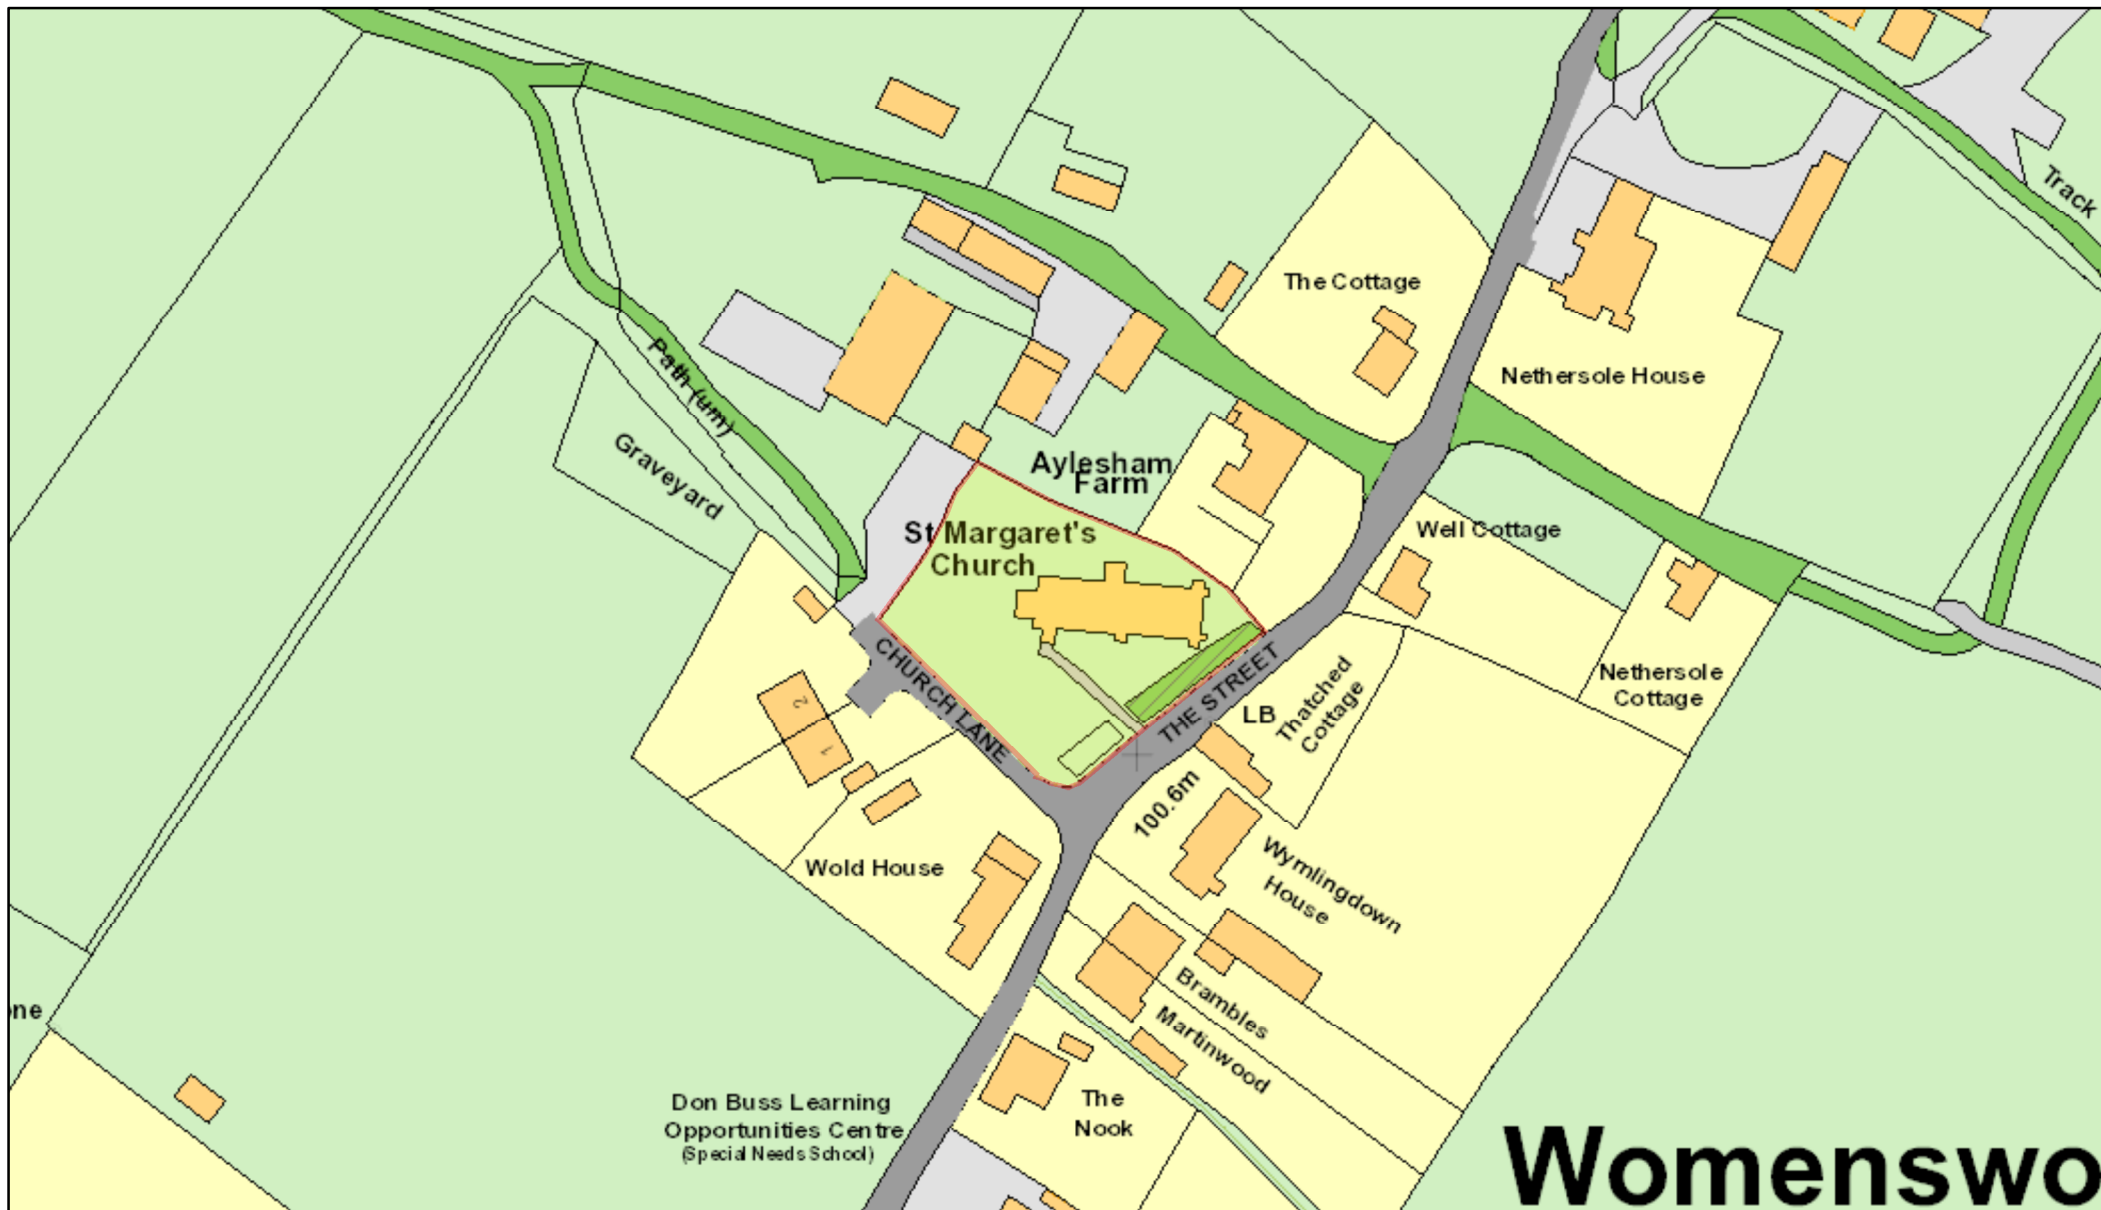 Track
The Cottage
Nethersole House
Path (um)
Graveyard
Aylesham
Farm
St Margaret's
Church
Well Cottage
CHURCH LANE
THE STREET
LB
Thatched
Cottage
Nethersole
Cottage
2
1
100.6m
Wold House
Wymlingdown
House
Brambles
Martinwood
The
Nook
Don Buss Learning
Opportunities Centre
(Special Needs School)
ne
Womenswo